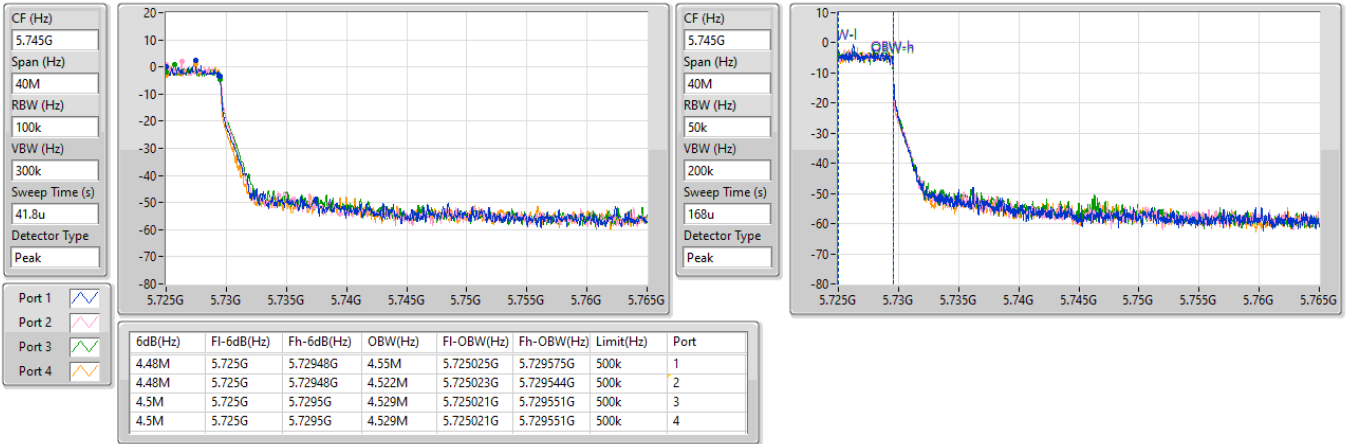 CF (Hz)
5.745G
Span (Hz)
40M
RBW (Hz)
100k
VBW (Hz)
300k
Sweep Time (s)
41.8u
Detector Type
Peak
20
10
0
-10
-20
-30
-40
-50
-60
-70
-80
5.725G 5.73G 5.735G 5.74G 5.745G 5.75G 5.755G 5.76G 5.765G
CF (Hz)
5.745G
Span (Hz)
40M
RBW (Hz)
50k
VBW (Hz)
200k
Sweep Time (s)
168u
Detector Type
Peak
10
0
-10
-20
-30
-40
-50
-60
-70
-80
W-l
OBW-h
5.725G 5.73G 5.735G 5.74G 5.745G 5.75G 5.755G 5.76G 5.765G
Port 1
Port 2
Port 3
Port 4
6dB(Hz) Fl-6dB(Hz) Fh-6dB(Hz) OBW(Hz) Fl-OBW(Hz) Fh-OBW(Hz) Limit(Hz) Port
4.48M 5.725G 5.72948G 4.55M 5.725025G 5.729575G 500k 1
4.48M 5.725G 5.72948G 4.522M 5.725023G 5.729544G 500k 2
4.5M 5.725G 5.7295G 4.529M 5.725021G 5.729551G 500k 3
4.5M 5.725G 5.7295G 4.529M 5.725021G 5.729551G 500k 4